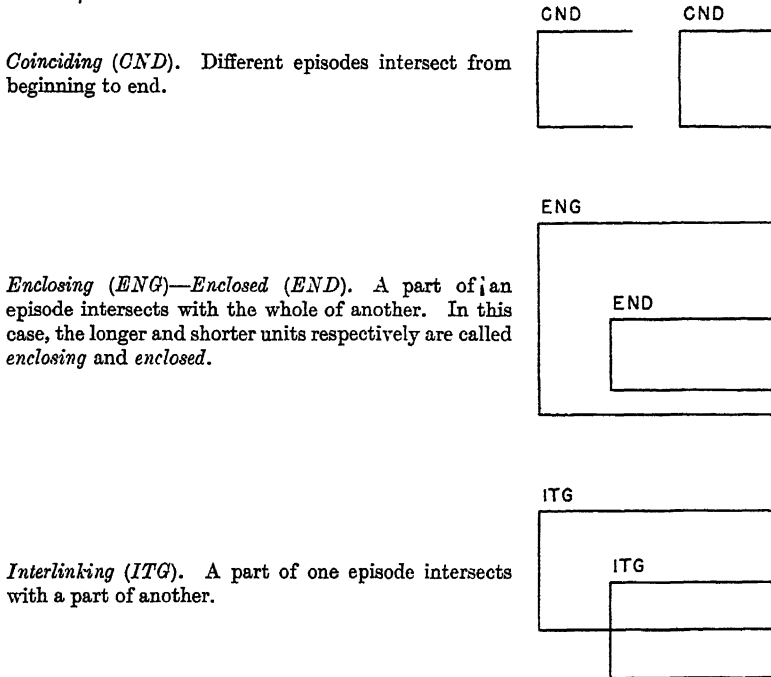 CND CND
Coinciding (CND). Different episodes intersect from
beginning to end.
ENG
Enclosing (ENG)—Enclosed (END). A part of an
episode intersects with the whole of another. In this
case, the longer and shorter units respectively are called
enclosing and enclosed.
END
ITG
Interlinking (ITG). A part of one episode intersects
with a part of another.
ITG